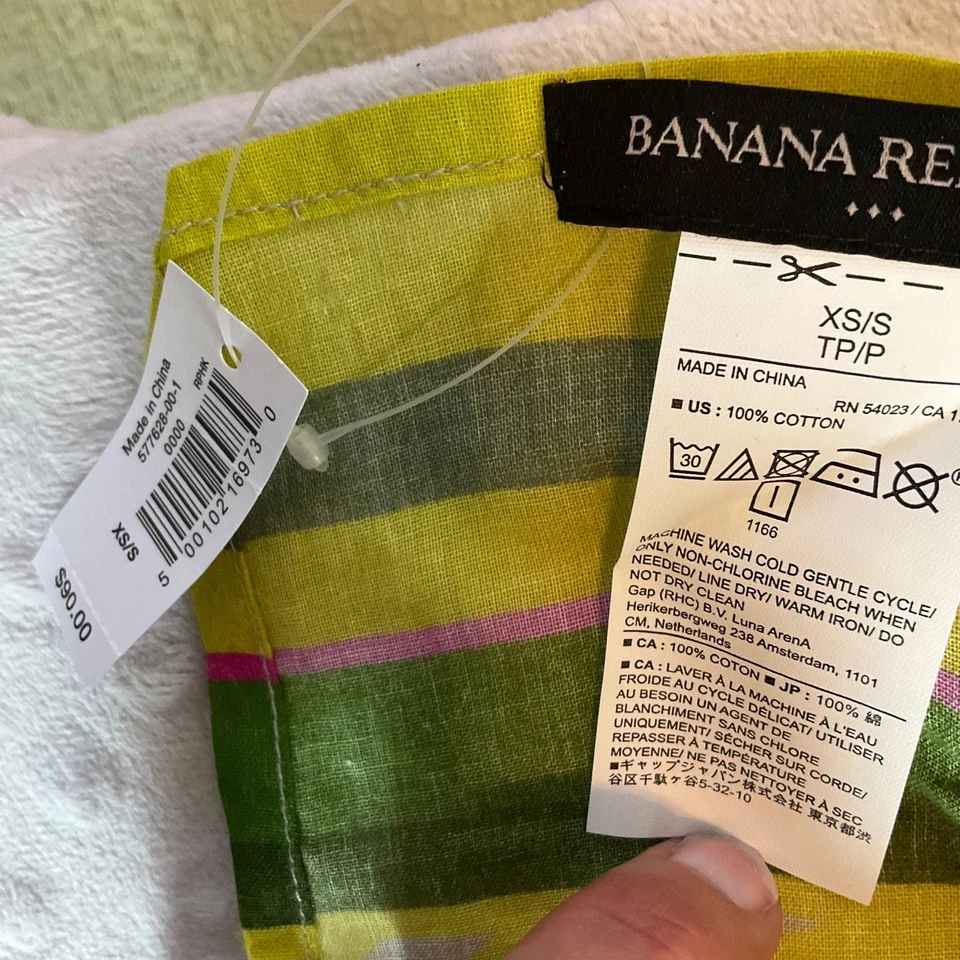 BANANA RE
Made in China
577628-00-1
0000 RPHK
5 00102 16973 0
XS/S
$90.00
XS/S
TP/P
MADE IN CHINA
RN 54023 / CA 1
US : 100% COTTON
30
1166
MACHINE WASH COLD GENTLE CYCLE/
ONLY NON-CHLORINE BLEACH WHEN
NEEDED/ LINE DRY/ WARM IRON/ DO
NOT DRY CLEAN
Gap (RHC) B.V. Luna ArenA
Herikerbergweg 238 Amsterdam, 1101
CM, Netherlands
CA : 100% COTON ■ JP : 100% 綿
CA : LAVER À LA MACHINE À L'EAU
FROIDE AU CYCLE DÉLICAT/ UTILISER
AU BESOIN UN AGENT DE
BLANCHIMENT SANS CHLORE
UNIQUEMENT/ SÉCHER SUR CORDE/
REPASSER À TEMPÉRATURE
MOYENNE/ NE PAS NETTOYER À SEC
■ギャップジャパン株式会社 東京都渋
谷区千駄ヶ谷5-32-10